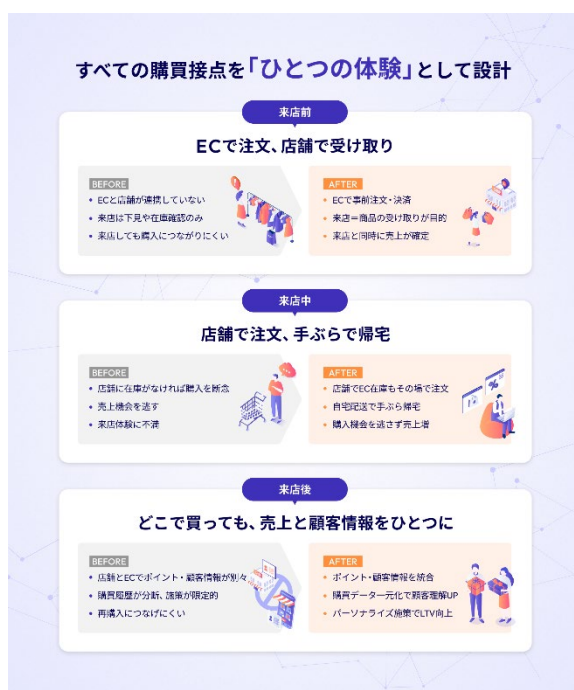 すべての購買接点を「ひとつの体験」として設計
来店前
ECで注文、店舗で受け取り
BEFORE
• ECと店舗が連携していない
• 来店は下見や在庫確認のみ
• 来店しても購入につながりにくい
AFTER
• ECで事前注文・決済
• 来店＝商品の受け取りが目的
• 来店と同時に売上が確定
来店中
店舗で注文、手ぶらで帰宅
BEFORE
• 店舗に在庫がなければ購入を断念
• 売上機会を逃す
• 来店体験に不満
AFTER
• 店舗でEC在庫もその場で注文
• 自宅配送で手ぶら帰宅
• 購入機会を逃さず売上増
来店後
どこで買っても、売上と顧客情報をひとつに
BEFORE
• 店舗とECでポイント・顧客情報が別々
• 購買履歴が分断、施策が限定的
• 再購入につなげにくい
AFTER
• ポイント・顧客情報を統合
• 購買データー元化で顧客理解UP
• パーソナライズ施策でLTV向上